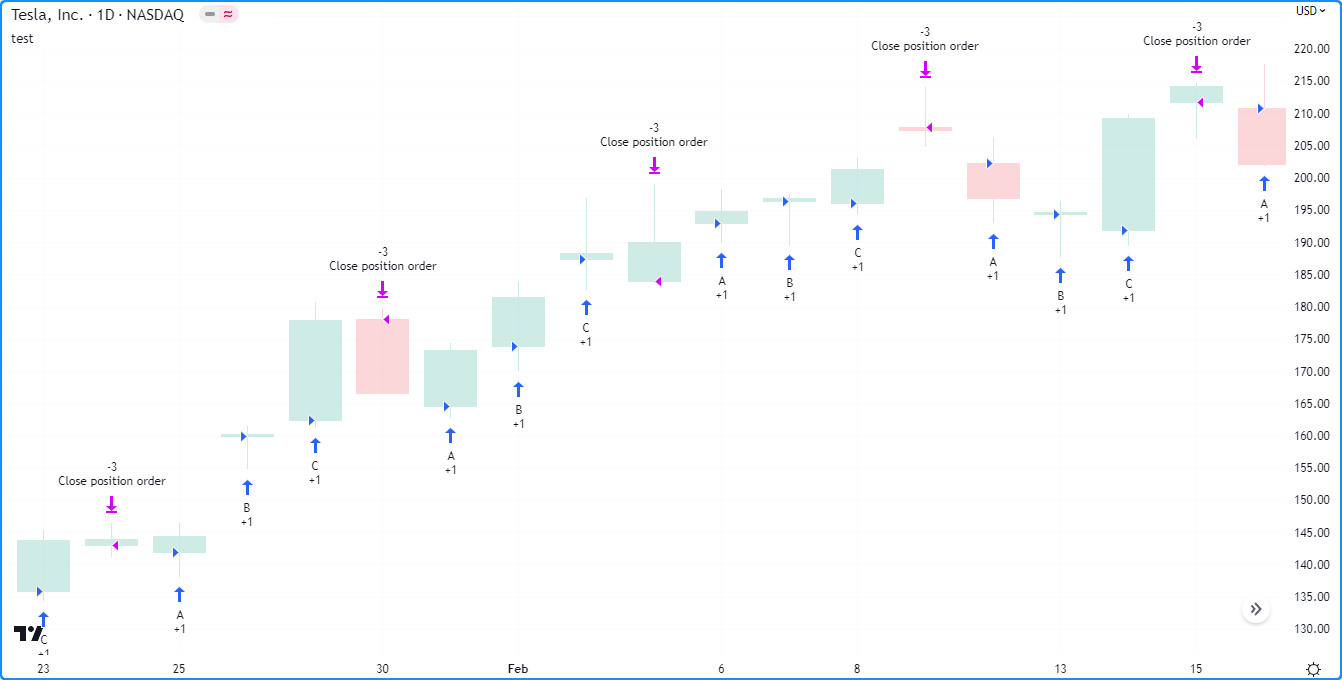 Tesla, Inc. · 1D · NASDAQ
USD
test
-3
Close position order
-3
Close position order
220.00
215.00
210.00
205.00
200.00
195.00
190.00
185.00
180.00
175.00
170.00
165.00
160.00
155.00
150.00
145.00
140.00
135.00
130.00
-3
Close position order
A
+1
A
+1
B
+1
C
+1
A
+1
B
+1
C
+1
-3
Close position order
C
+1
B
+1
A
+1
C
+1
-3
Close position order
B
+1
A
+1
C
+1
23
25
30
Feb
6
8
13
15